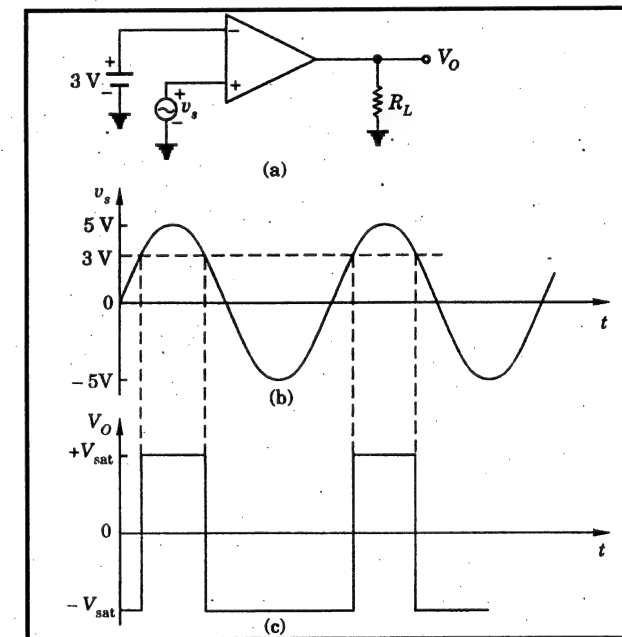 +
−
V_O
3 V
+
−
+
−
v_s
+
R_L
(a)
v_s
5 V
3 V
0
t
− 5V
(b)
V_O
+V_sat
0
t
− V_sat
(c)